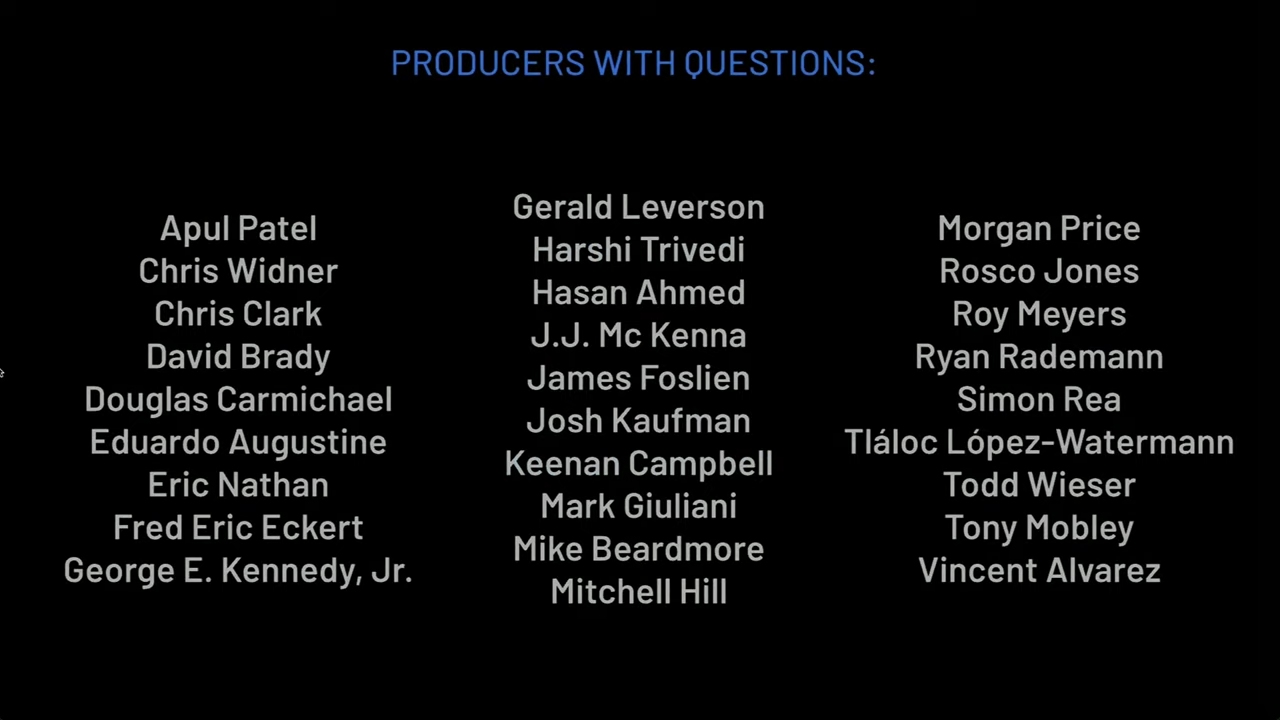 PRODUCERS WITH QUESTIONS:
Apul Patel
Chris Widner
Chris Clark
David Brady
Douglas Carmichael
Eduardo Augustine
Eric Nathan
Fred Eric Eckert
George E. Kennedy, Jr.
Gerald Leverson
Harshi Trivedi
Hasan Ahmed
J.J. Mc Kenna
James Foslien
Josh Kaufman
Keenan Campbell
Mark Giuliani
Mike Beardmore
Mitchell Hill
Morgan Price
Rosco Jones
Roy Meyers
Ryan Rademann
Simon Rea
Tláloc López-Watermann
Todd Wieser
Tony Mobley
Vincent Alvarez